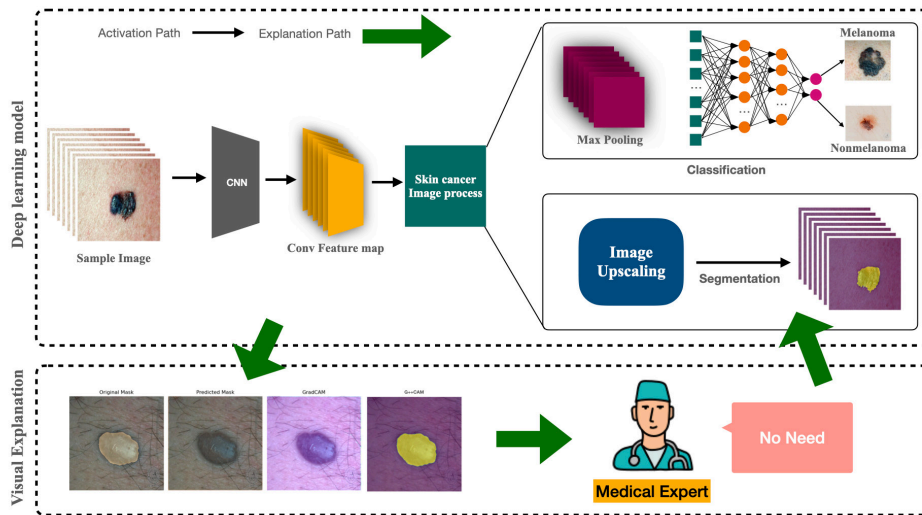 Activation Path
Explanation Path
Deep learning model
Sample Image
CNN
Conv Feature map
Skin cancer
Image process
Max Pooling
...
...
...
Melanoma
Nonmelanoma
Classification
Image
Upscaling
Segmentation
Visual Explanation
Original Mask
Predicted Mask
GradCAM
G++CAM
Medical Expert
No Need